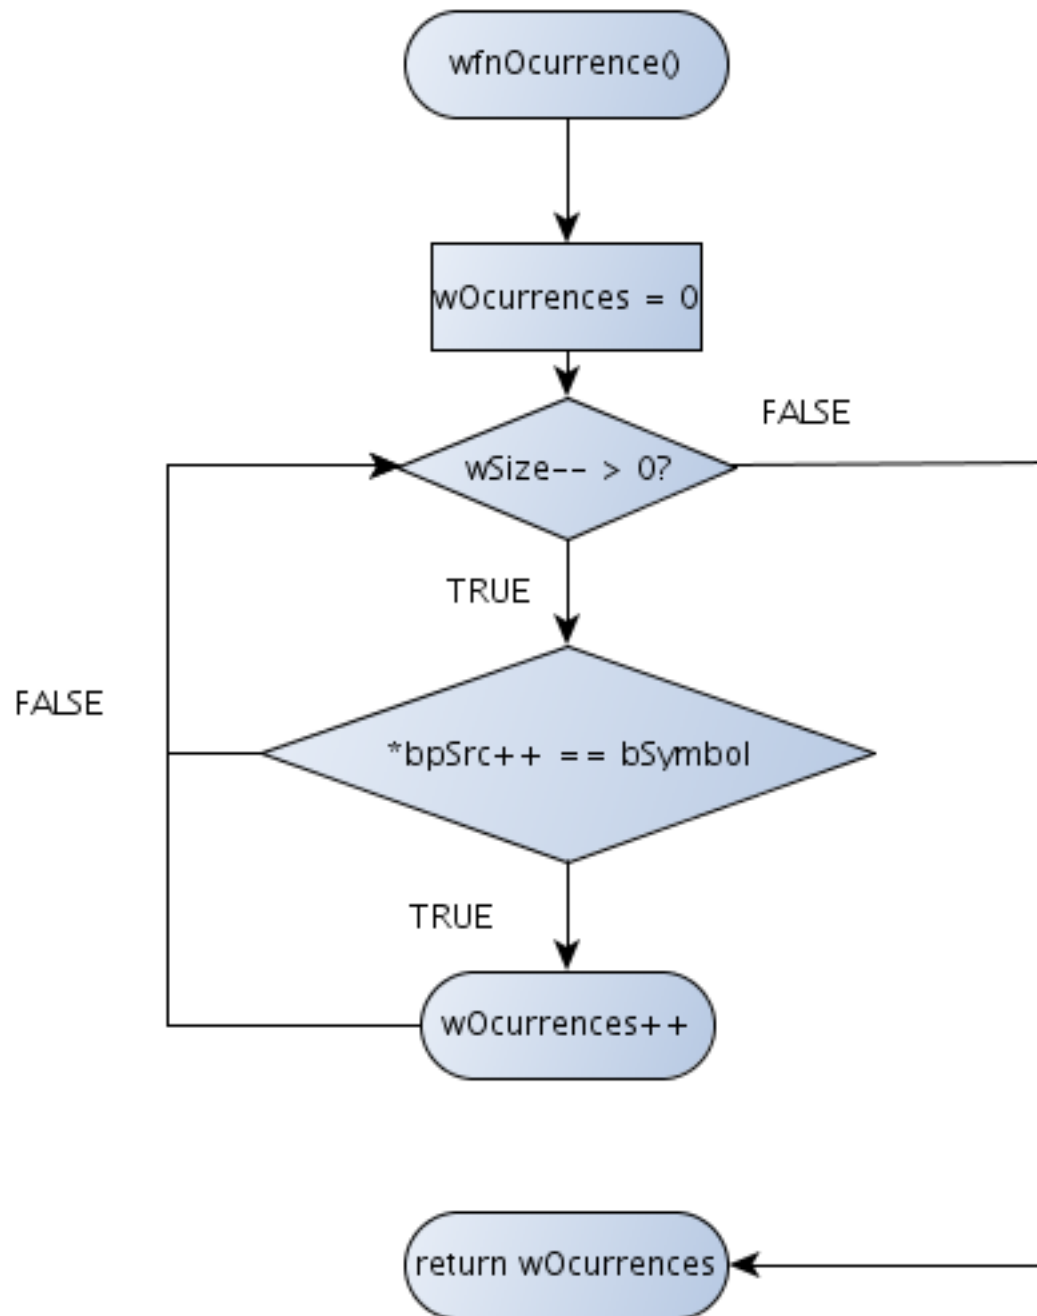 wfnOcurrence()
wOcurrences = 0
FALSE
wSize-- > 0?
TRUE
FALSE
*bpSrc++ == bSymbol
TRUE
wOcurrences++
return wOcurrences